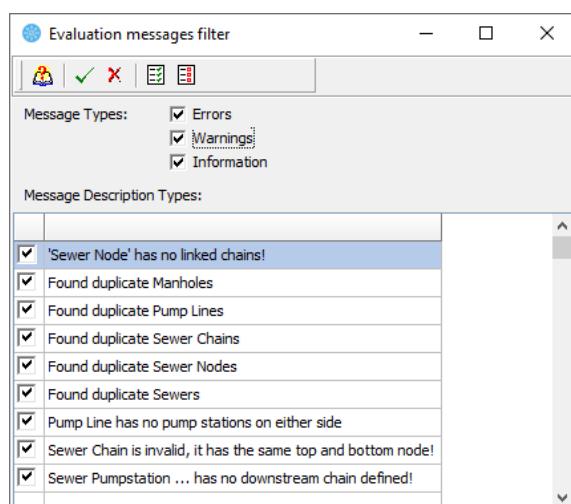 Evaluation messages filter
Message Types:
Errors
Warnings
Information
Message Description Types:
'Sewer Node' has no linked chains!
Found duplicate Manholes
Found duplicate Pump Lines
Found duplicate Sewer Chains
Found duplicate Sewer Nodes
Found duplicate Sewers
Pump Line has no pump stations on either side
Sewer Chain is invalid, it has the same top and bottom node!
Sewer Pumpstation ... has no downstream chain defined!